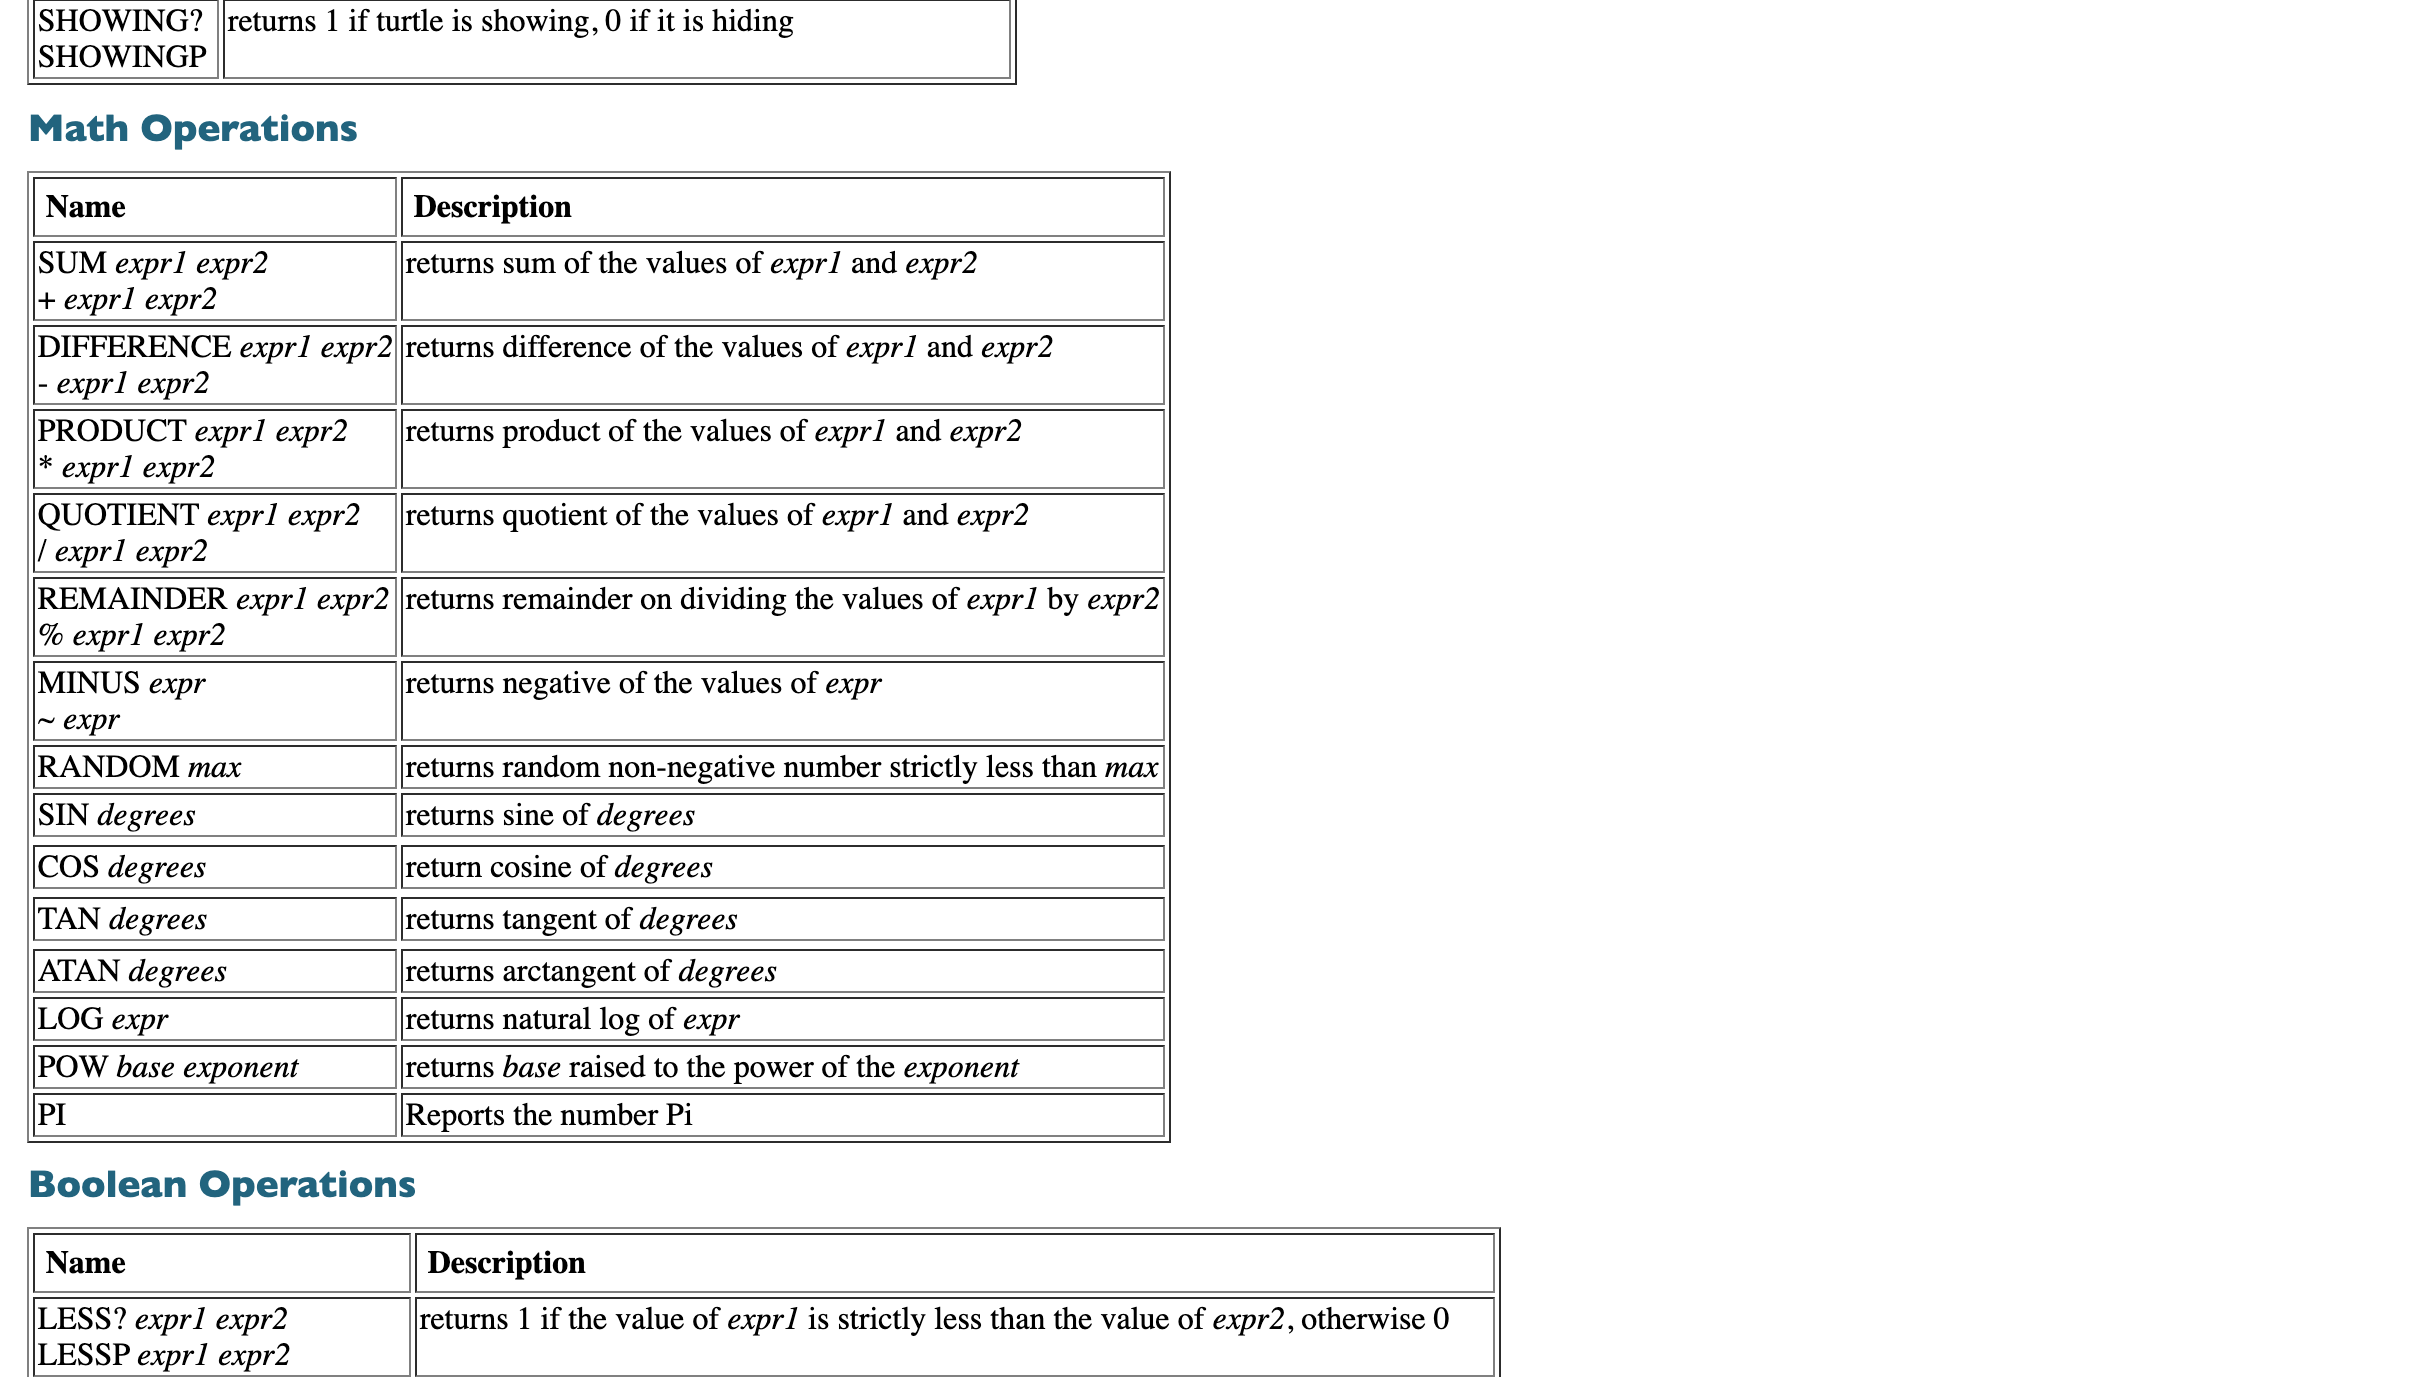 SHOWING? returns 1 if turtle is showing, 0 if it is hiding
SHOWINGP
Math Operations
Name Description
SUM expr1 expr2 returns sum of the values of expr1 and expr2
+ expr1 expr2
DIFFERENCE expr1 expr2 returns difference of the values of expr1 and expr2
- expr1 expr2
PRODUCT expr1 expr2 returns product of the values of expr1 and expr2
* expr1 expr2
QUOTIENT expr1 expr2 returns quotient of the values of expr1 and expr2
/ expr1 expr2
REMAINDER expr1 expr2 returns remainder on dividing the values of expr1 by expr2
% expr1 expr2
MINUS expr returns negative of the values of expr
~ expr
RANDOM max returns random non-negative number strictly less than max
SIN degrees returns sine of degrees
COS degrees return cosine of degrees
TAN degrees returns tangent of degrees
ATAN degrees returns arctangent of degrees
LOG expr returns natural log of expr
POW base exponent returns base raised to the power of the exponent
PI Reports the number Pi
Boolean Operations
Name Description
LESS? expr1 expr2 returns 1 if the value of expr1 is strictly less than the value of expr2, otherwise 0
LESSP expr1 expr2